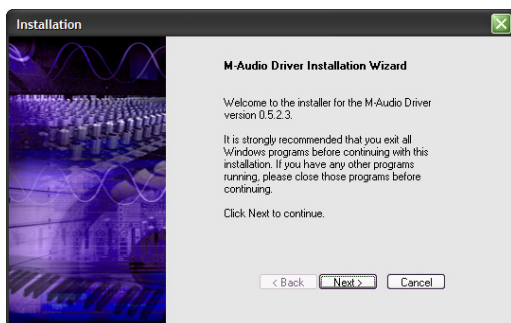 Installation
M-Audio Driver Installation Wizard
Welcome to the installer for the M-Audio Driver
version 0.5.2.3.
It is strongly recommended that you exit all
Windows programs before continuing with this
installation. If you have any other programs
running, please close those programs before
continuing.
Click Next to continue.
< Back Next > Cancel